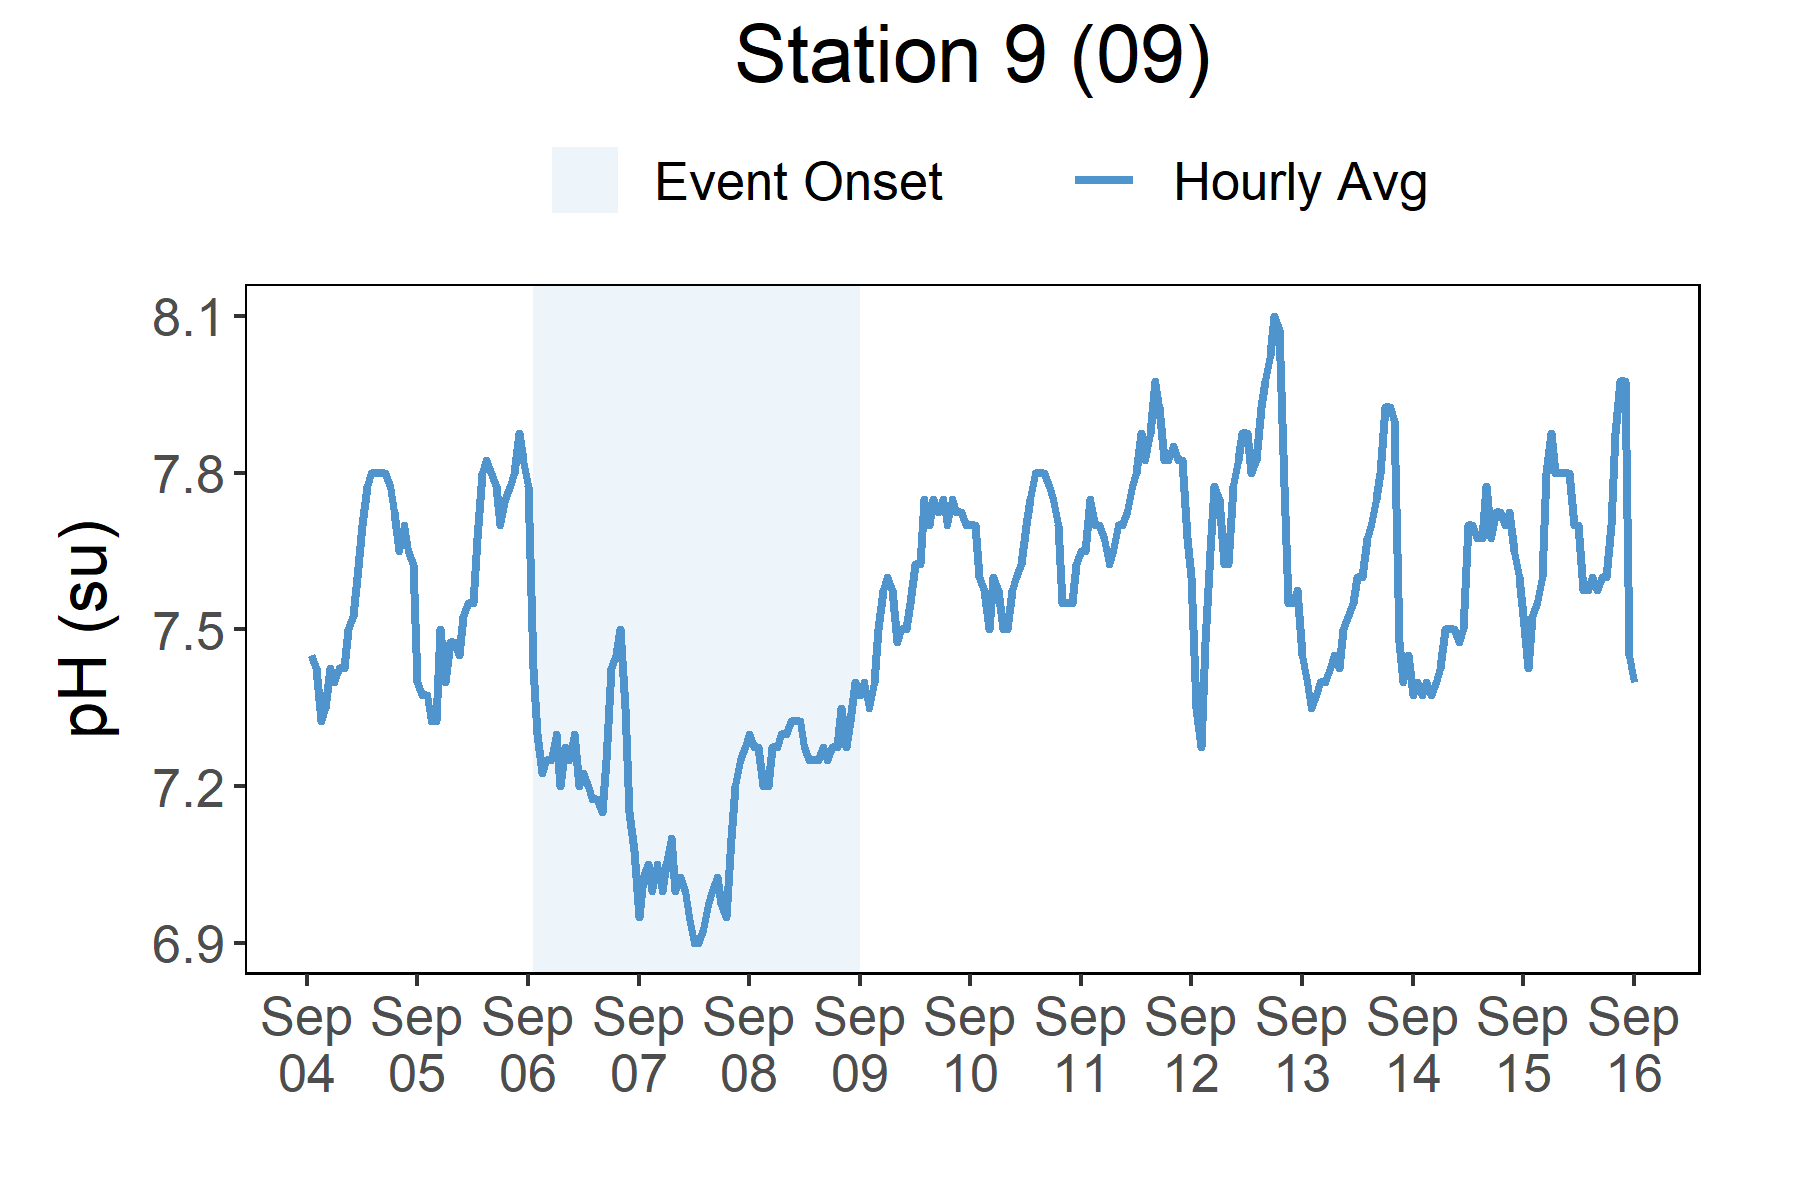 Station 9 (09)
Event Onset Hourly Avg
pH (su)
8.1
7.8
7.5
7.2
6.9
Sep Sep Sep Sep Sep Sep Sep Sep Sep Sep Sep Sep Sep
04 05 06 07 08 09 10 11 12 13 14 15 16